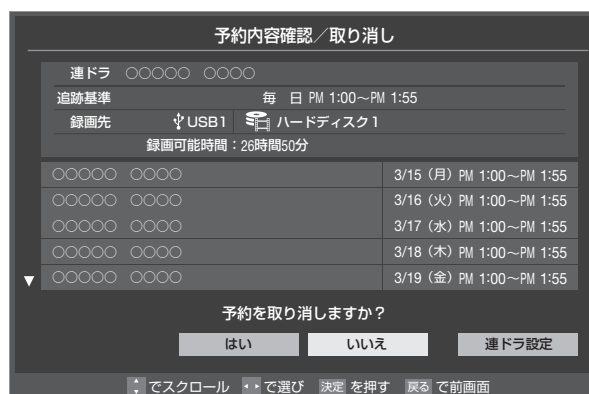 予約内容確認／取り消し
連ドラ ○○○○○ ○○○○
追跡基準 毎 日 PM 1:00～PM 1:55
録画先 USB1 ハードディスク1
録画可能時間：26時間50分
○○○○○ ○○○○ 3/15（月）PM 1:00～PM 1:55
○○○○○ ○○○○ 3/16（火）PM 1:00～PM 1:55
○○○○○ ○○○○ 3/17（水）PM 1:00～PM 1:55
○○○○○ ○○○○ 3/18（木）PM 1:00～PM 1:55
▼ ○○○○○ ○○○○ 3/19（金）PM 1:00～PM 1:55
予約を取り消しますか？
はい いいえ 連ドラ設定
でスクロール で選び 決定 を押す 戻る で前画面